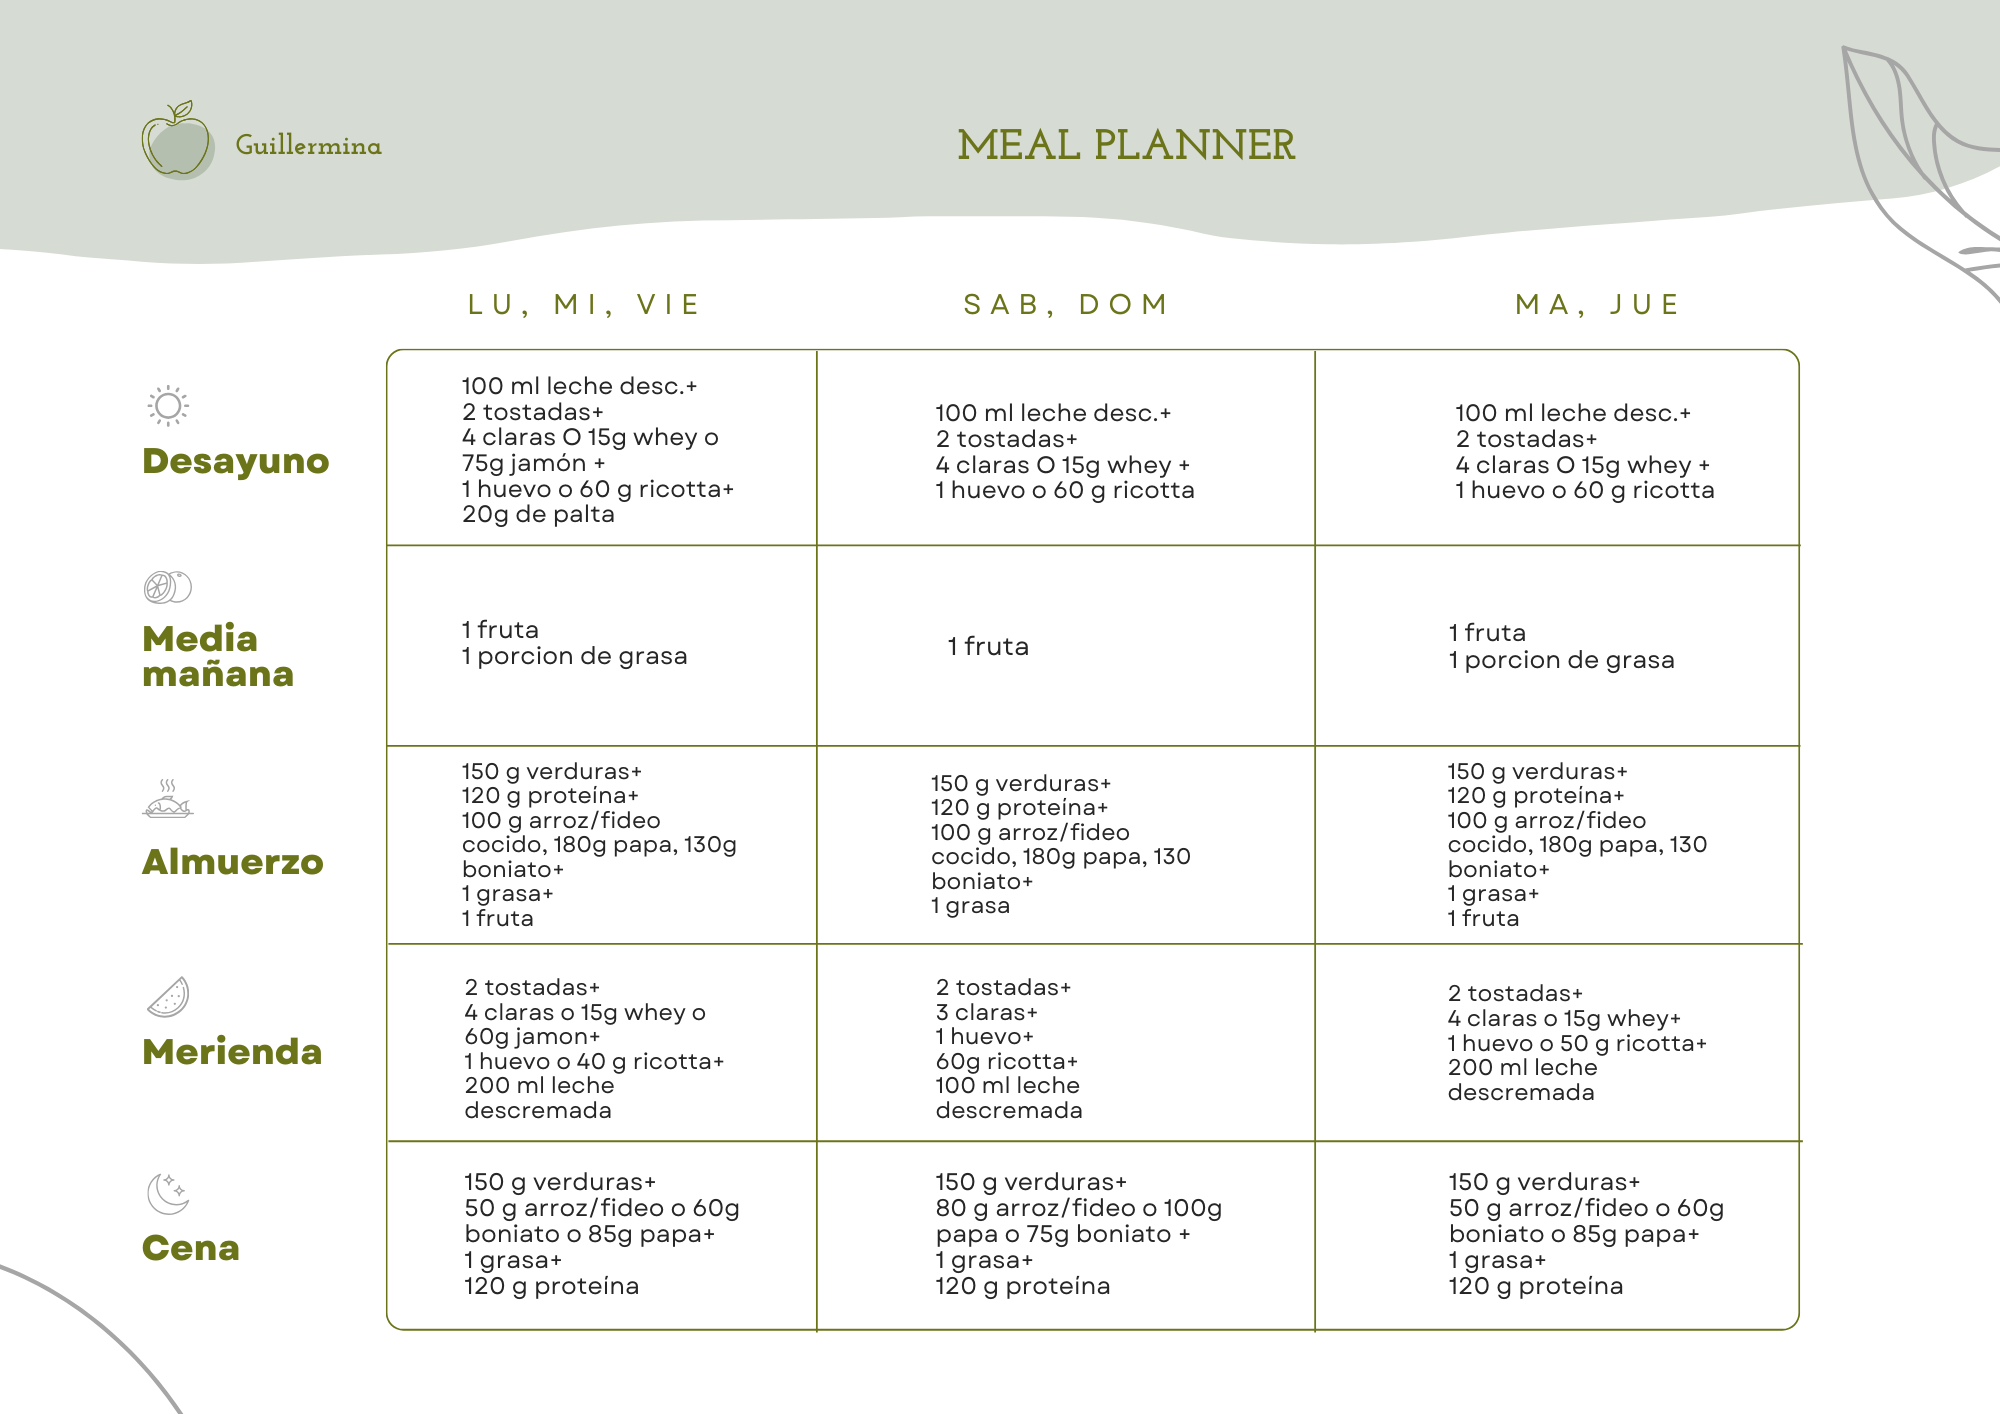 Guillermina
MEAL PLANNER
LU, MI, VIE
SAB, DOM
MA, JUE
Desayuno
100 ml leche desc.+
2 tostadas+
4 claras O 15g whey o
75g jamón +
1 huevo o 60 g ricotta+
20g de palta
100 ml leche desc.+
2 tostadas+
4 claras O 15g whey +
1 huevo o 60 g ricotta
100 ml leche desc.+
2 tostadas+
4 claras O 15g whey +
1 huevo o 60 g ricotta
Media
mañana
1 fruta
1 porcion de grasa
1 fruta
1 fruta
1 porcion de grasa
Almuerzo
150 g verduras+
120 g proteína+
100 g arroz/fideo
cocido, 180g papa, 130g
boniato+
1 grasa+
1 fruta
150 g verduras+
120 g proteína+
100 g arroz/fideo
cocido, 180g papa, 130
boniato+
1 grasa
150 g verduras+
120 g proteína+
100 g arroz/fideo
cocido, 180g papa, 130
boniato+
1 grasa+
1 fruta
Merienda
2 tostadas+
4 claras o 15g whey o
60g jamon+
1 huevo o 40 g ricotta+
200 ml leche
descremada
2 tostadas+
3 claras+
1 huevo+
60g ricotta+
100 ml leche
descremada
2 tostadas+
4 claras o 15g whey+
1 huevo o 50 g ricotta+
200 ml leche
descremada
Cena
150 g verduras+
50 g arroz/fideo o 60g
boniato o 85g papa+
1 grasa+
120 g proteína
150 g verduras+
80 g arroz/fideo o 100g
papa o 75g boniato +
1 grasa+
120 g proteína
150 g verduras+
50 g arroz/fideo o 60g
boniato o 85g papa+
1 grasa+
120 g proteína